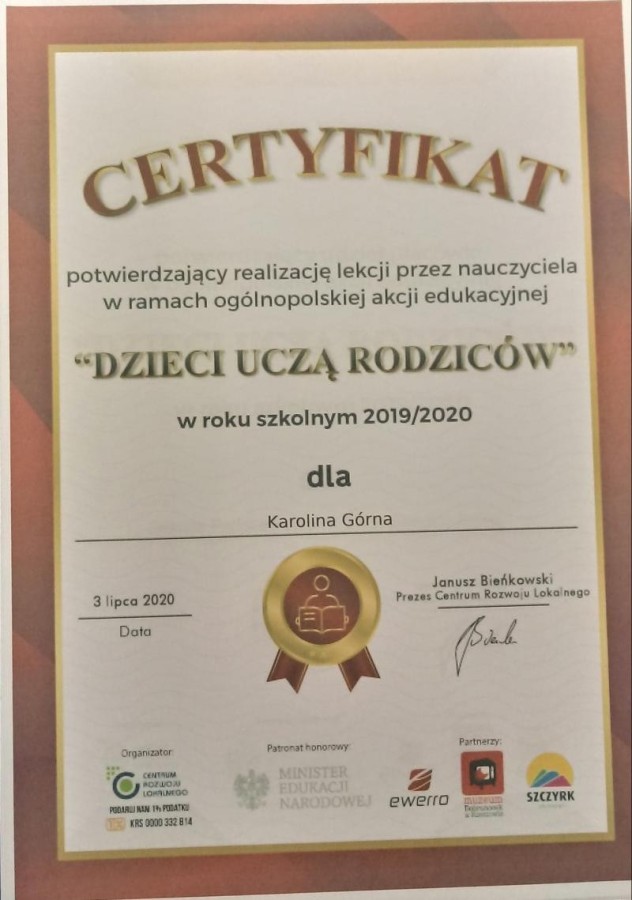 CERTYFIKAT
potwierdzający realizację lekcji przez nauczyciela
w ramach ogólnopolskiej akcji edukacyjnej
“DZIECI UCZĄ RODZICÓW”
w roku szkolnym 2019/2020
dla
Karolina Górna
3 lipca 2020
Data
Janusz Bieńkowski
Prezes Centrum Rozwoju Lokalnego
Organizator:
CENTRUM
ROZWOJU
LOKALNEGO
PODARUJ NAM 1% PODATKU
KRS 0000 332 614
Patronat honorowy:
MINISTER
EDUKACJI
NARODOWEJ
Partnerzy:
ewerro
muzeum
SZCZYRK